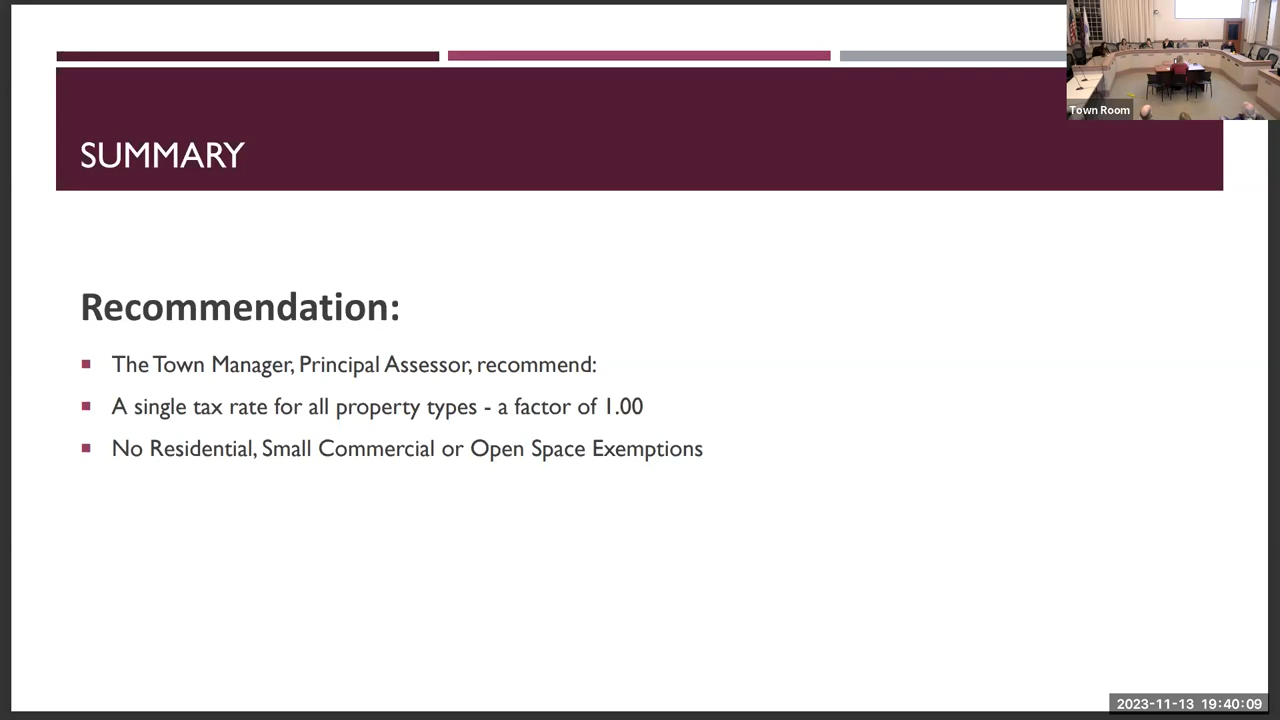 Town Room
SUMMARY
Recommendation:
The Town Manager, Principal Assessor, recommend:
A single tax rate for all property types - a factor of 1.00
No Residential, Small Commercial or Open Space Exemptions
2023-11-13 19:40:09